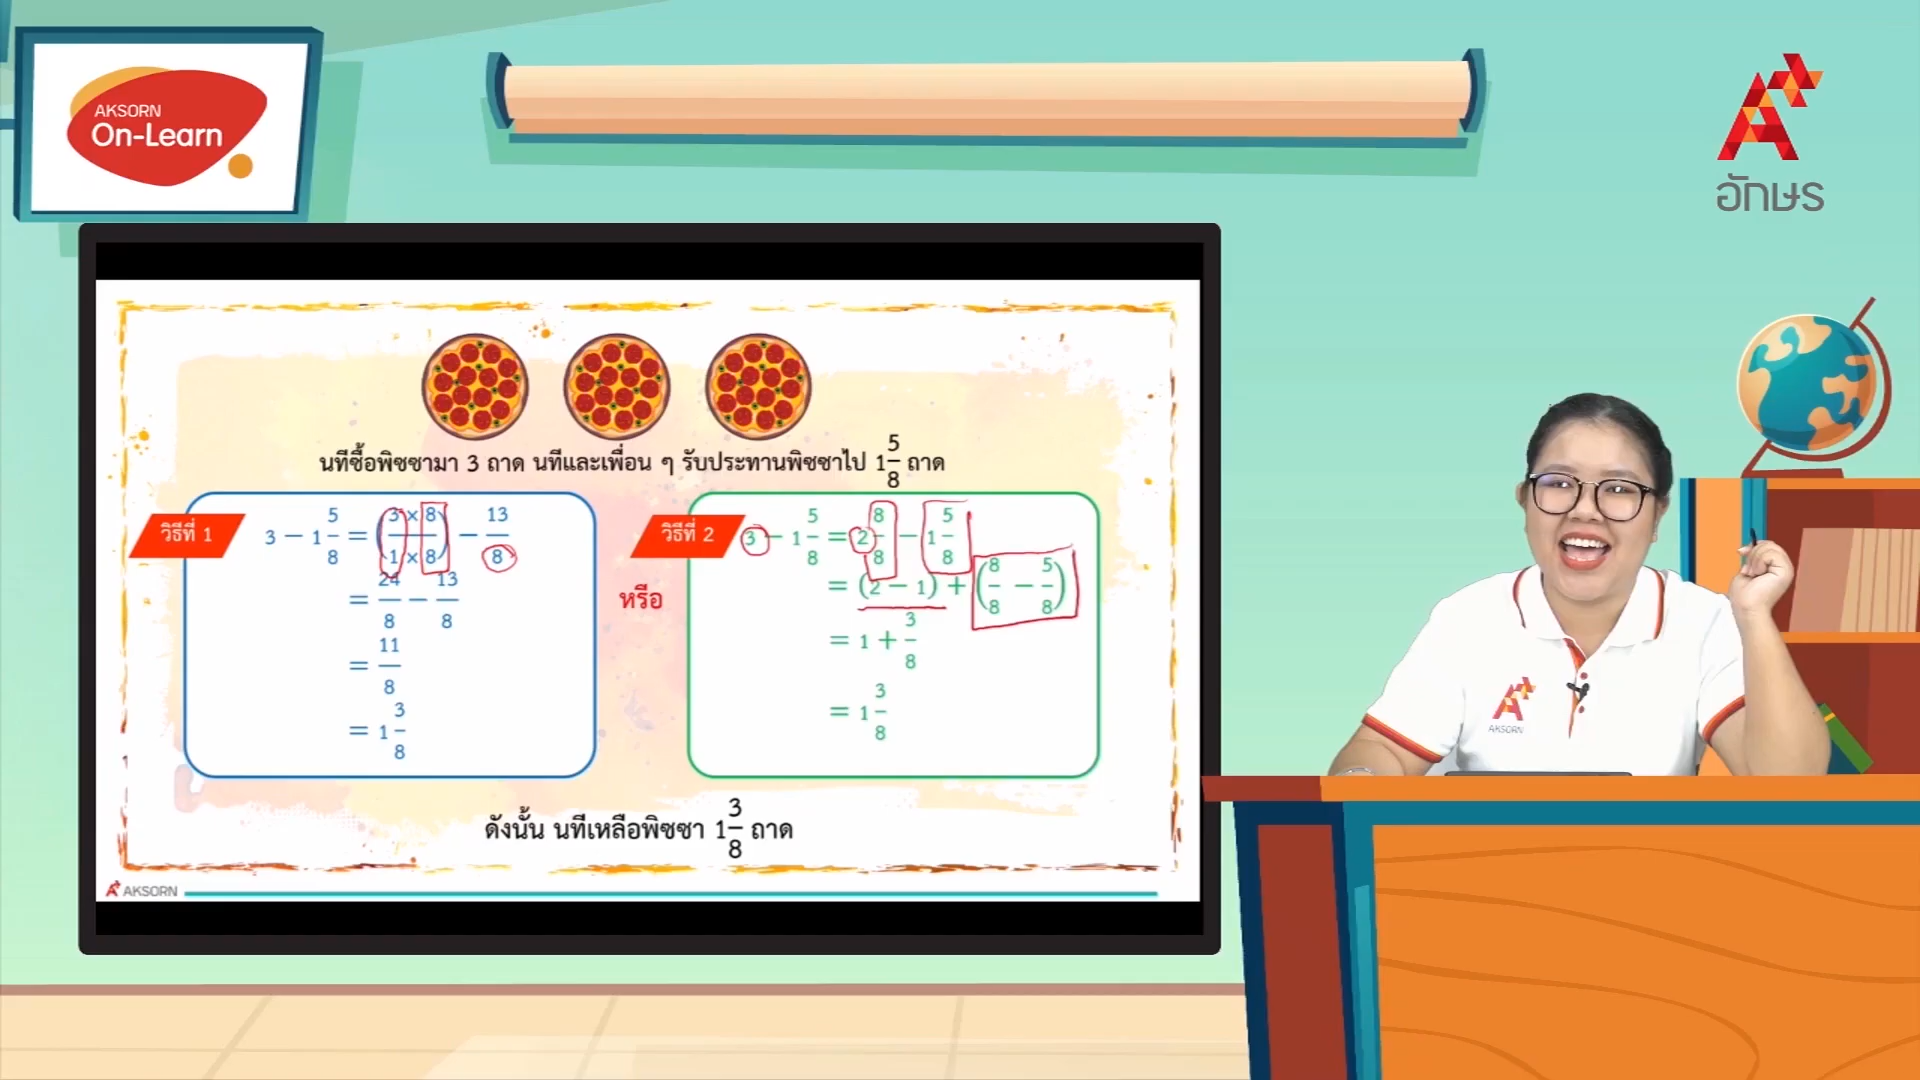 AKSORN
On-Learn
อักษร
นทีซื้อพิซซามา 3 ถาด นทีและเพื่อน ๆ รับประทานพิซซาไป 1 5/8 ถาด
วิธีที่ 1
3 − 1 5/8 = (3 × 8 / 1 × 8) − 13/8
= 24/8 − 13/8
= 11/8
= 1 3/8
หรือ
วิธีที่ 2
3 − 1 5/8 = 2 8/8 − 1 5/8
= (2 − 1) + (8/8 − 5/8)
= 1 + 3/8
= 1 3/8
ดังนั้น นทีเหลือพิซซา 1 3/8 ถาด
AKSORN
AKSORN